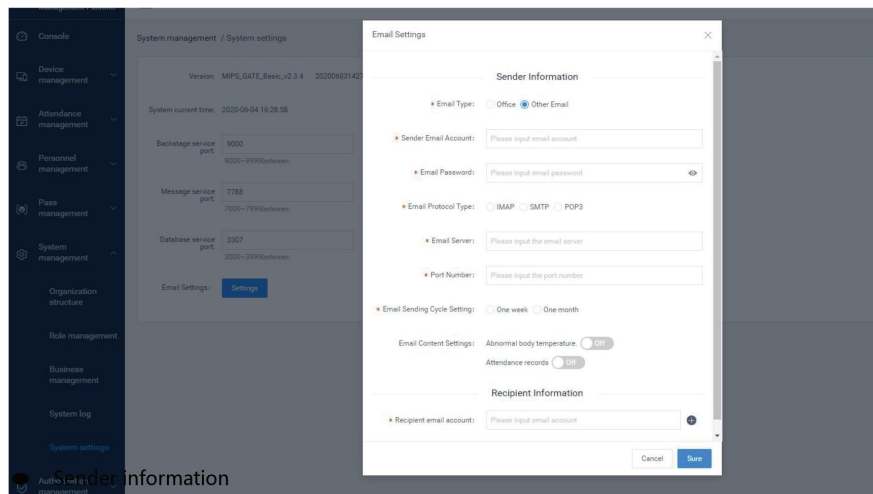 Console
Device
management
Attendance
management
Personnel
management
Pass
management
System
management
Organization
structure
Role management
Business
management
System log
System settings
management
System management / System settings
Version: MIPS_GATE_Basic_v2.3.4 202006031427
System current time: 2020-06-04 16:28:58
Backstage service
port:
9000
Message service
port:
7788
Database service
port:
3307
Email Settings: Settings
Email Settings
Sender Information
* Email Type: Office Other Email
* Sender Email Account: Please input email account
* Email Password: Please input email password
* Email Protocol Type: IMAP SMTP POP3
* Email Server: Please input the email server
* Port Number: Please input the port number
* Email Sending Cycle Setting: One week One month
Email Content Settings: Abnormal body temperature. Off
Attendance records Off
Recipient Information
* Recipient email account: Please input email account
Cancel Sure
Sender information